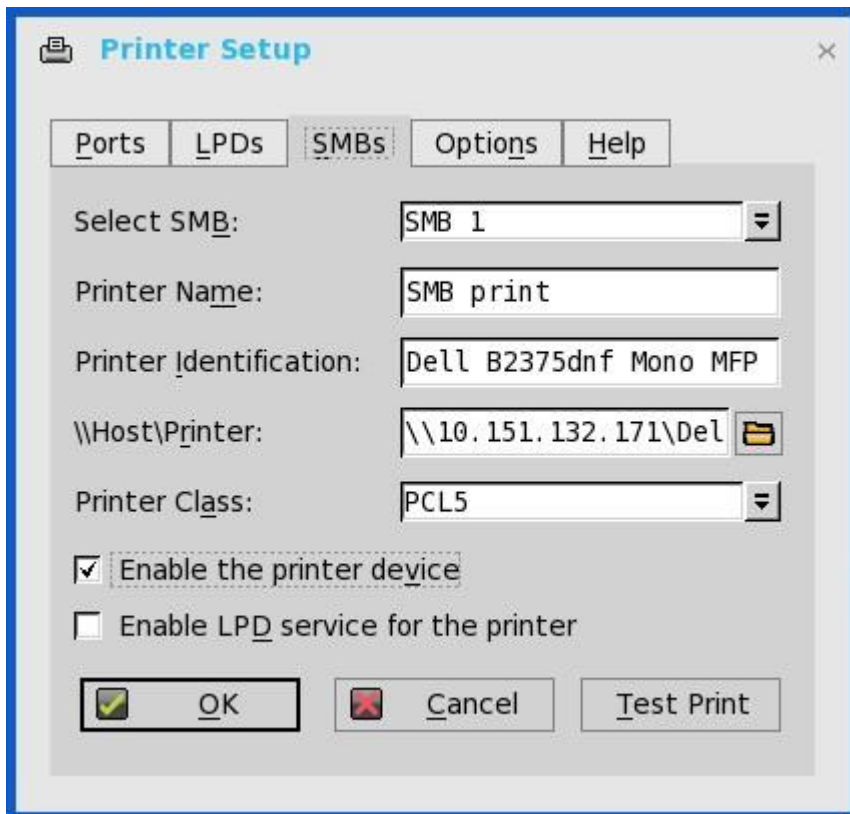 Printer Setup
Ports LPDs SMBs Options Help
Select SMB: SMB 1
Printer Name: SMB print
Printer Identification: Dell B2375dnf Mono MFP
\\Host\Printer: \\10.151.132.171\Del
Printer Class: PCL5
Enable the printer device
Enable LPD service for the printer
OK Cancel Test Print